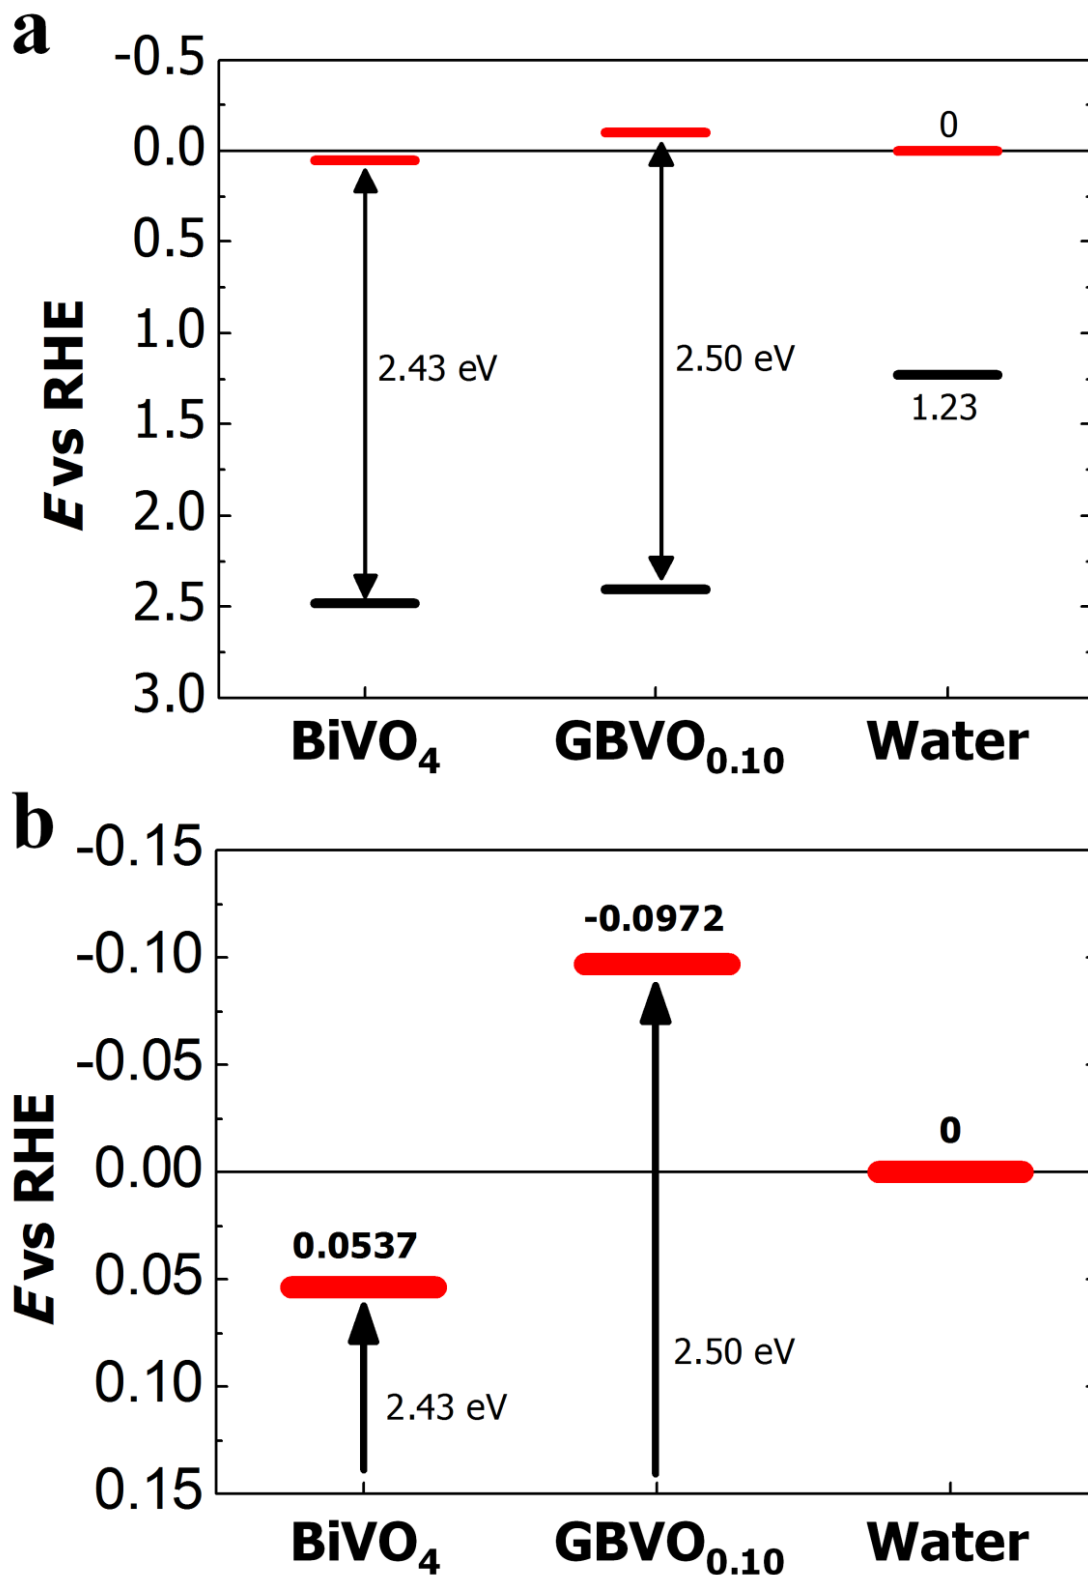 a
-0.5
0.0
0.5
1.0
1.5
2.0
2.5
3.0
E vs RHE
2.43 eV
2.50 eV
0
1.23
BiVO₄
GBVO₀.₁₀
Water
b
-0.15
-0.10
-0.05
0.00
0.05
0.10
0.15
E vs RHE
0.0537
-0.0972
0
2.43 eV
2.50 eV
BiVO₄
GBVO₀.₁₀
Water